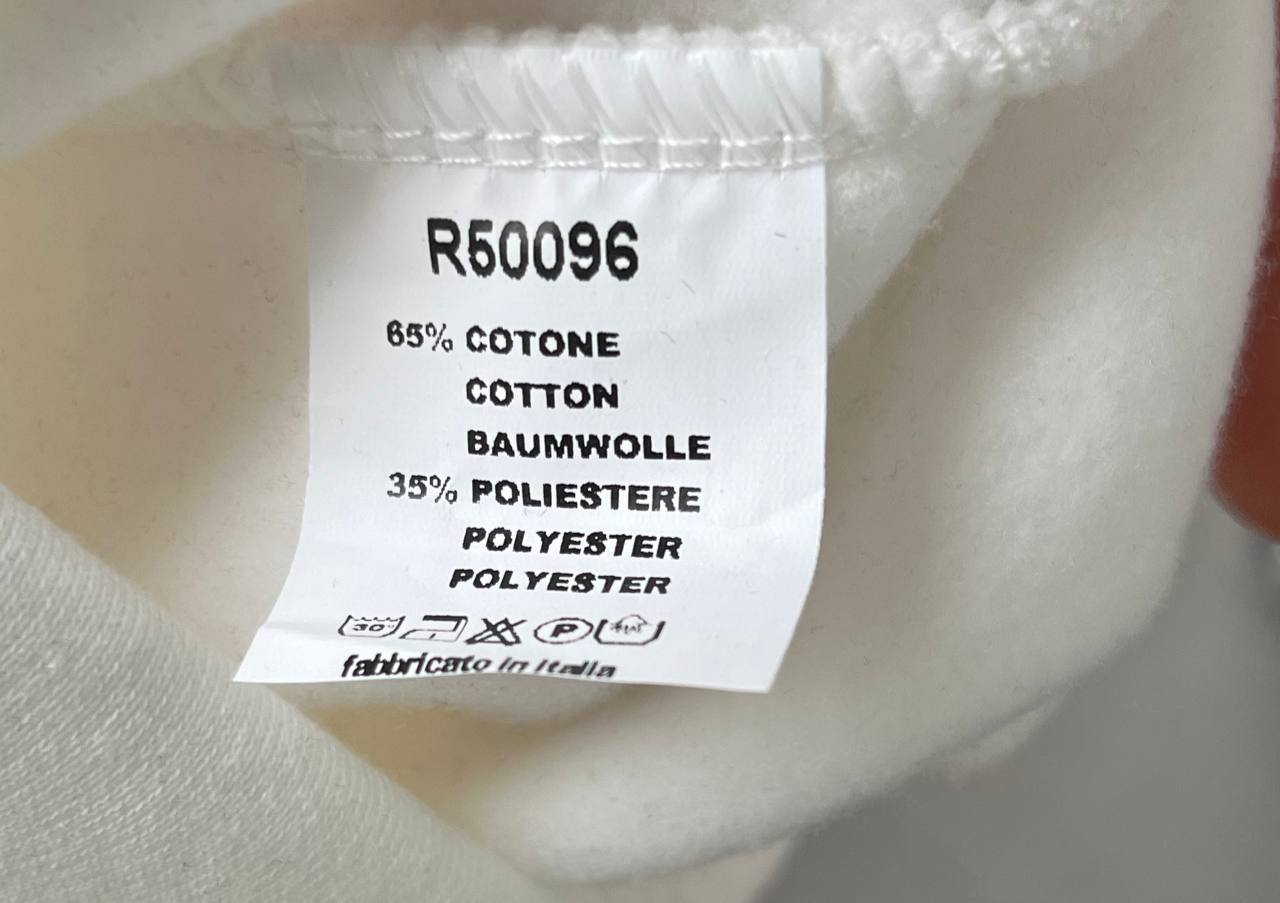 R50096
65% COTONE
COTTON
BAUMWOLLE
35% POLIESTERE
POLYESTER
POLYESTER
30° P
fabbricato in italia